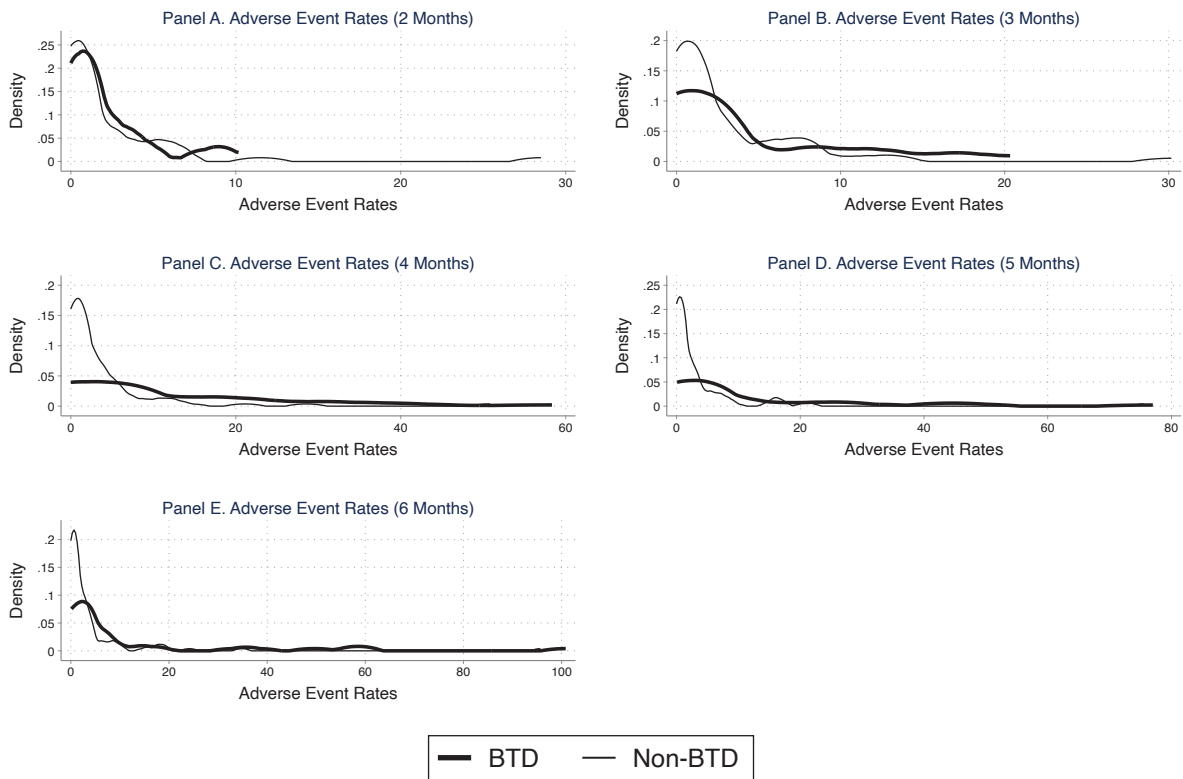 Panel A. Adverse Event Rates (2 Months)
Density
.25
.2
.15
.1
.05
0
0 10 20 30
Adverse Event Rates
Panel B. Adverse Event Rates (3 Months)
Density
.2
.15
.1
.05
0
0 10 20 30
Adverse Event Rates
Panel C. Adverse Event Rates (4 Months)
Density
.2
.15
.1
.05
0
0 20 40 60
Adverse Event Rates
Panel D. Adverse Event Rates (5 Months)
Density
.25
.2
.15
.1
.05
0
0 20 40 60 80
Adverse Event Rates
Panel E. Adverse Event Rates (6 Months)
Density
.2
.15
.1
.05
0
0 20 40 60 80 100
Adverse Event Rates
BTD Non-BTD